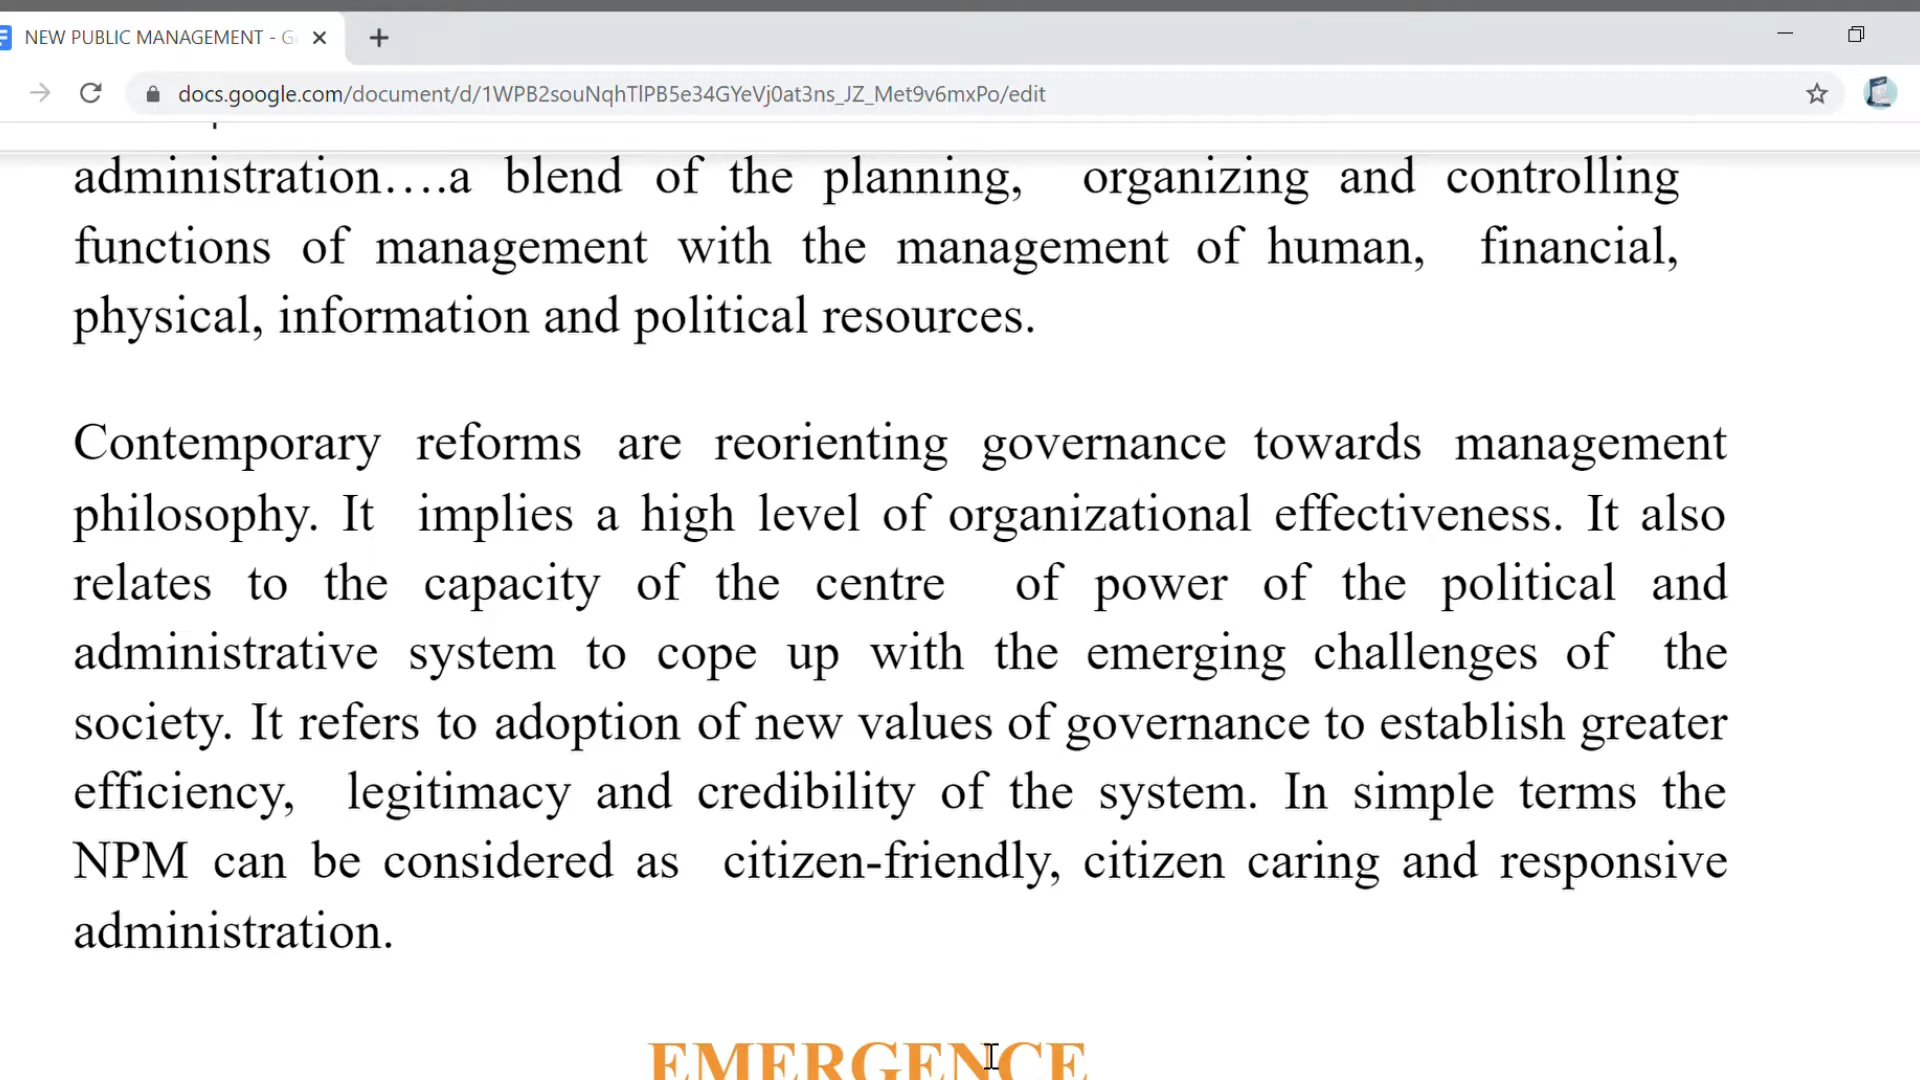 NEW PUBLIC MANAGEMENT - G
docs.google.com/document/d/1WPB2souNqhTlPB5e34GYeVj0at3ns_JZ_Met9v6mxPo/edit
administration….a blend of the planning, organizing and controlling
functions of management with the management of human, financial,
physical, information and political resources.
Contemporary reforms are reorienting governance towards management
philosophy. It implies a high level of organizational effectiveness. It also
relates to the capacity of the centre of power of the political and
administrative system to cope up with the emerging challenges of the
society. It refers to adoption of new values of governance to establish greater
efficiency, legitimacy and credibility of the system. In simple terms the
NPM can be considered as citizen-friendly, citizen caring and responsive
administration.
EMERGENCE